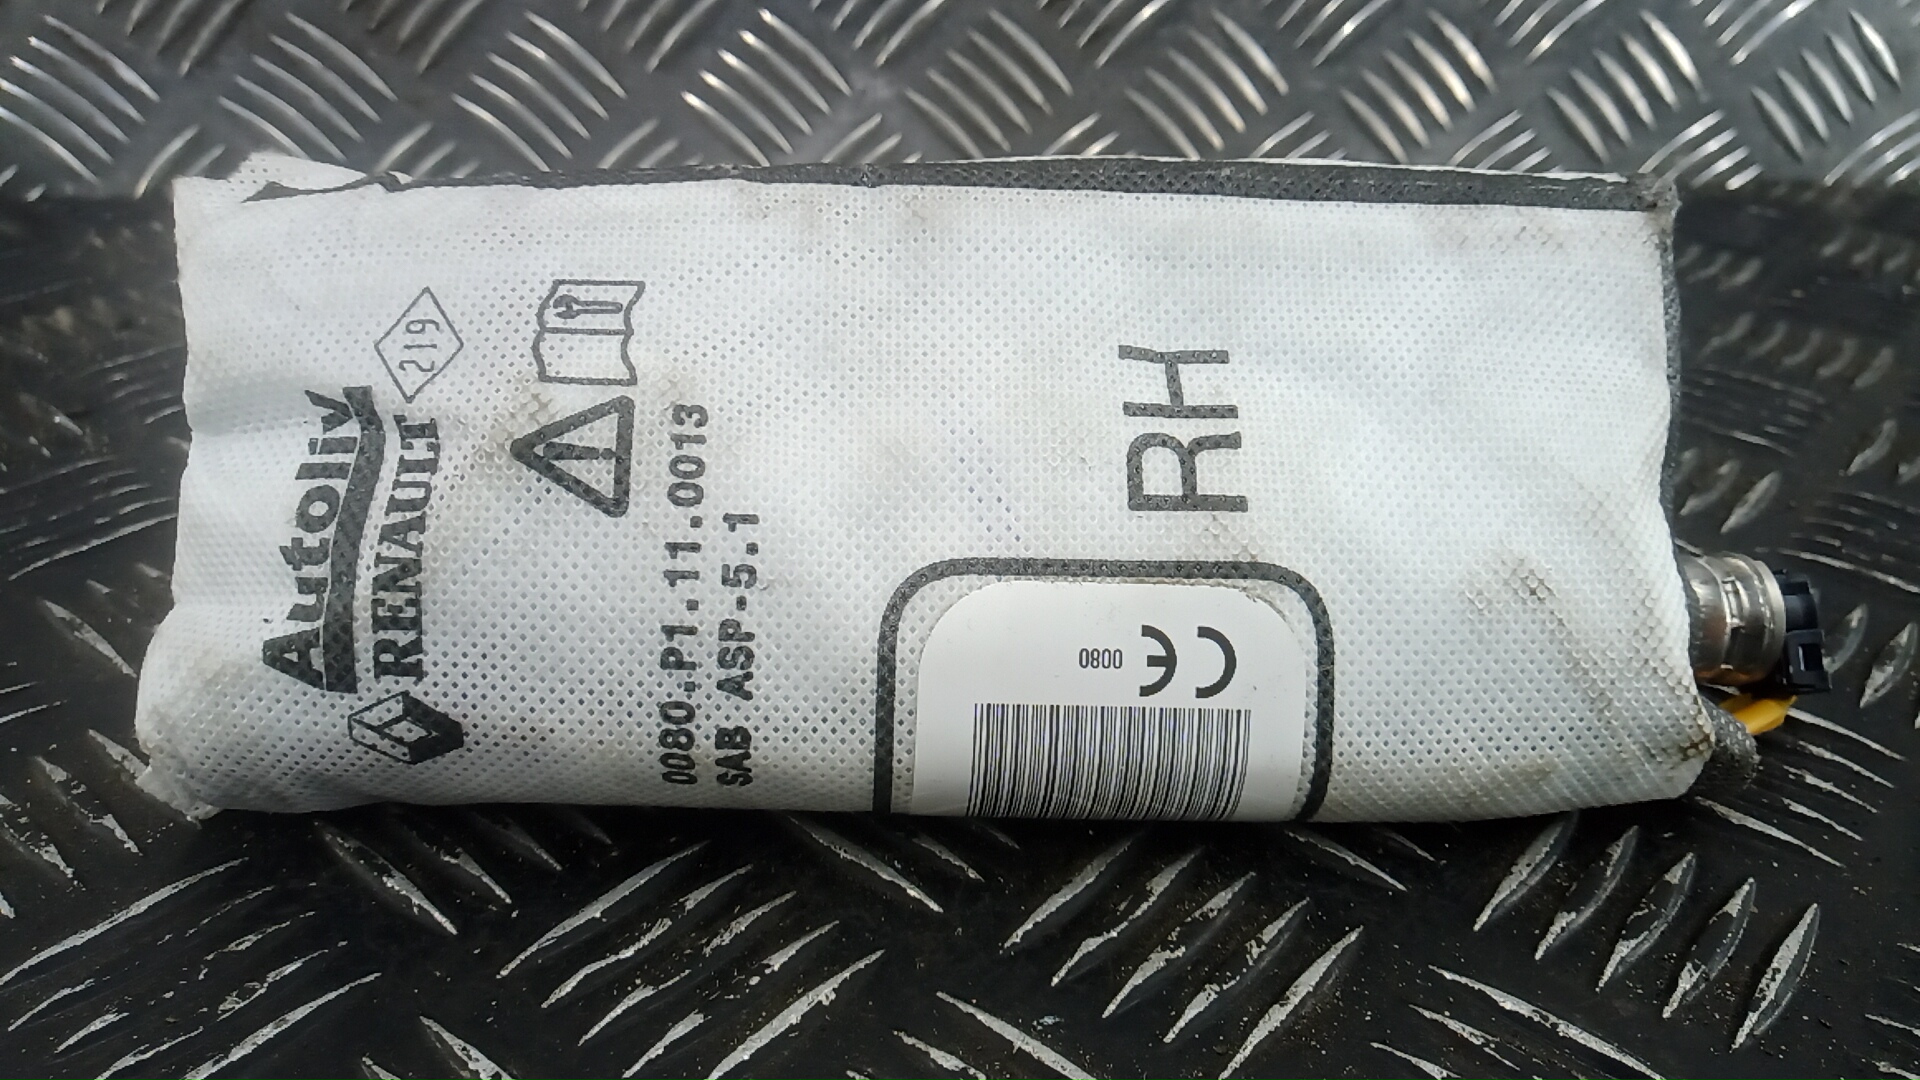 Autoliv
RENAULT 219
0080.P1.11.0013
SAB ASP-5.1
RH
CE
0080